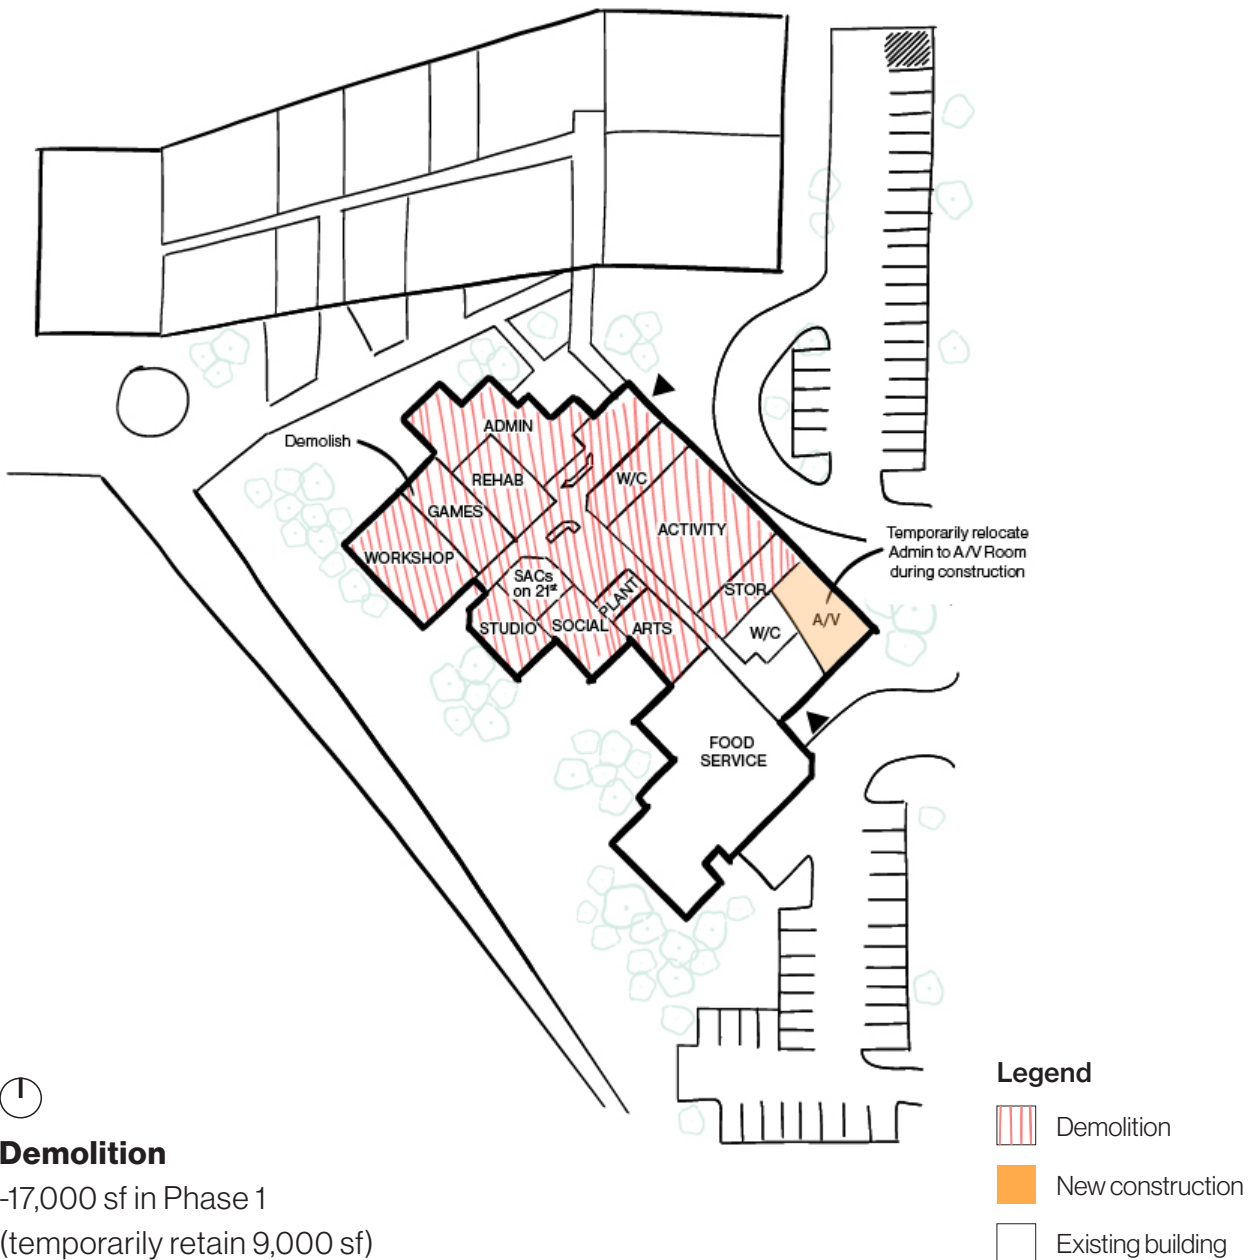 ADMIN
Demolish
REHAB
W/C
GAMES
ACTIVITY
Temporarily relocate
Admin to A/V Room
during construction
WORKSHOP
SACs
on 21st
PLANT
STOR
A/V
STUDIO
SOCIAL
ARTS
W/C
FOOD
SERVICE
Legend
Demolition
New construction
Existing building
Demolition
-17,000 sf in Phase 1
(temporarily retain 9,000 sf)